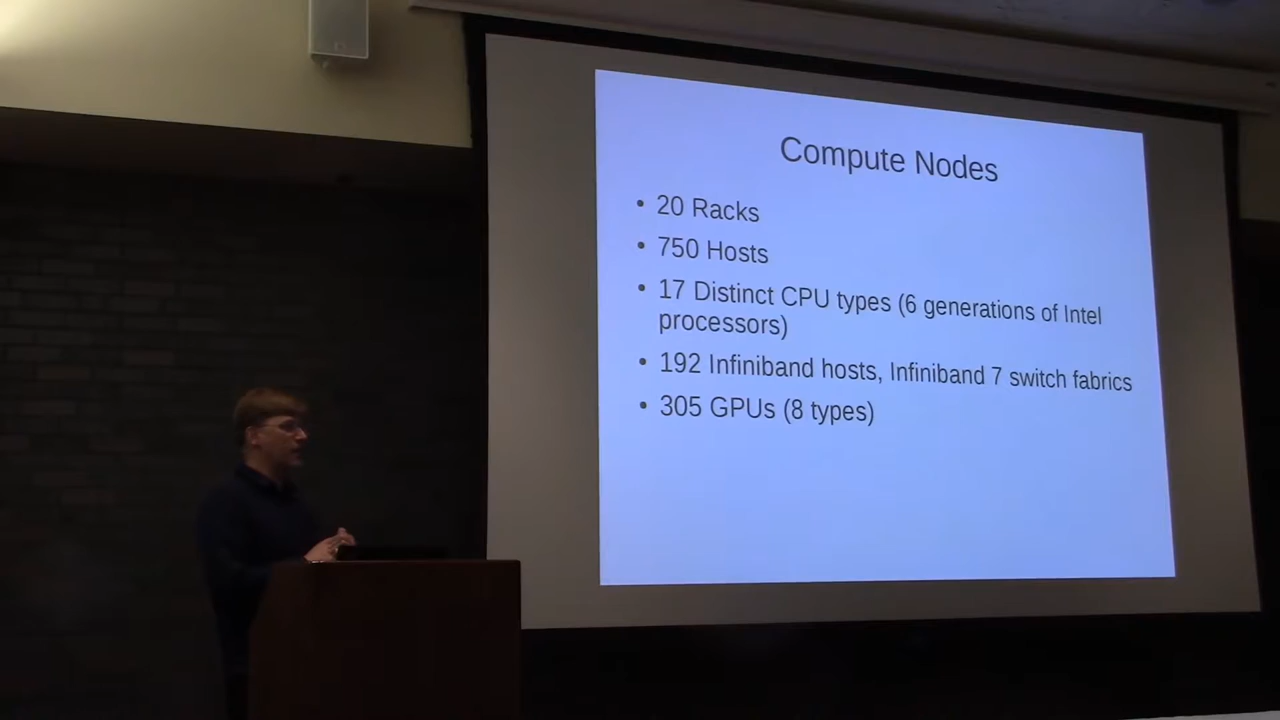 Compute Nodes
• 20 Racks
• 750 Hosts
• 17 Distinct CPU types (6 generations of Intel
processors)
• 192 Infiniband hosts, Infiniband 7 switch fabrics
• 305 GPUs (8 types)